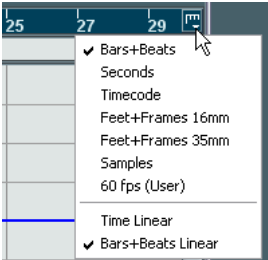 25 27 29
Bars+Beats
Seconds
Timecode
Feet+Frames 16mm
Feet+Frames 35mm
Samples
60 fps (User)
Time Linear
Bars+Beats Linear